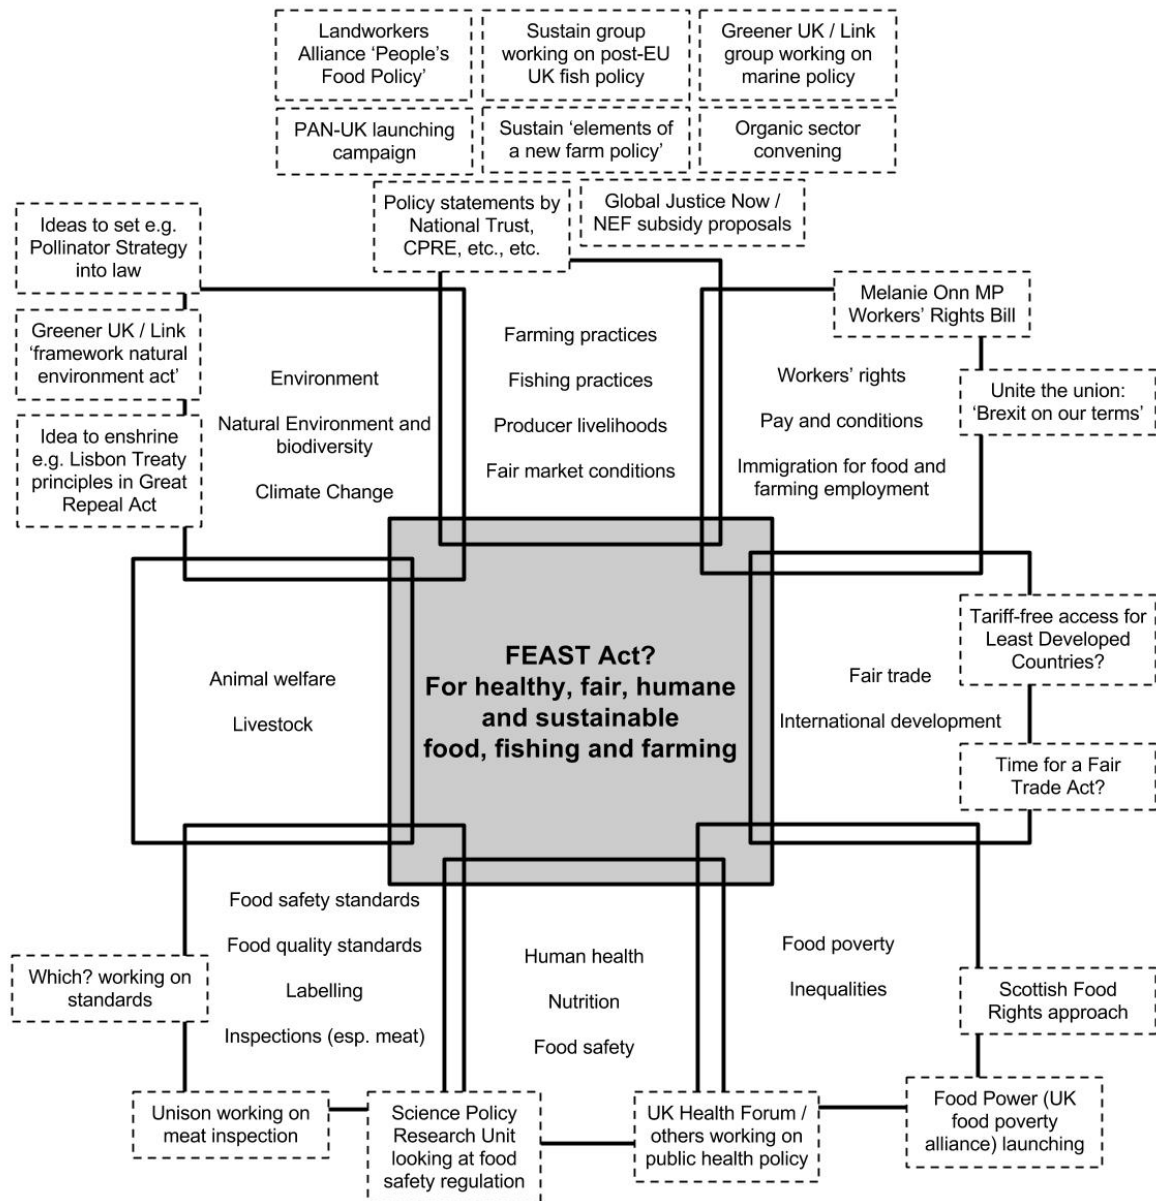 Landworkers
Alliance ‘People’s
Food Policy’
Sustain group
working on post-EU
UK fish policy
Greener UK / Link
group working on
marine policy
PAN-UK launching
campaign
Sustain ‘elements of
a new farm policy’
Organic sector
convening
Policy statements by
National Trust,
CPRE, etc., etc.
Global Justice Now /
NEF subsidy proposals
Ideas to set e.g.
Pollinator Strategy
into law
Greener UK / Link
‘framework natural
environment act’
Idea to enshrine
e.g. Lisbon Treaty
principles in Great
Repeal Act
Environment
Natural Environment and
biodiversity
Climate Change
Farming practices
Fishing practices
Producer livelihoods
Fair market conditions
Melanie Onn MP
Workers’ Rights Bill
Workers’ rights
Pay and conditions
Immigration for food and
farming employment
Unite the union:
‘Brexit on our terms’
Animal welfare
Livestock
FEAST Act?
For healthy, fair, humane
and sustainable
food, fishing and farming
Fair trade
International development
Tariff-free access for
Least Developed
Countries?
Time for a Fair
Trade Act?
Food safety standards
Food quality standards
Labelling
Inspections (esp. meat)
Which? working on
standards
Unison working on
meat inspection
Science Policy
Research Unit
looking at food
safety regulation
Human health
Nutrition
Food safety
UK Health Forum /
others working on
public health policy
Food poverty
Inequalities
Scottish Food
Rights approach
Food Power (UK
food poverty
alliance) launching